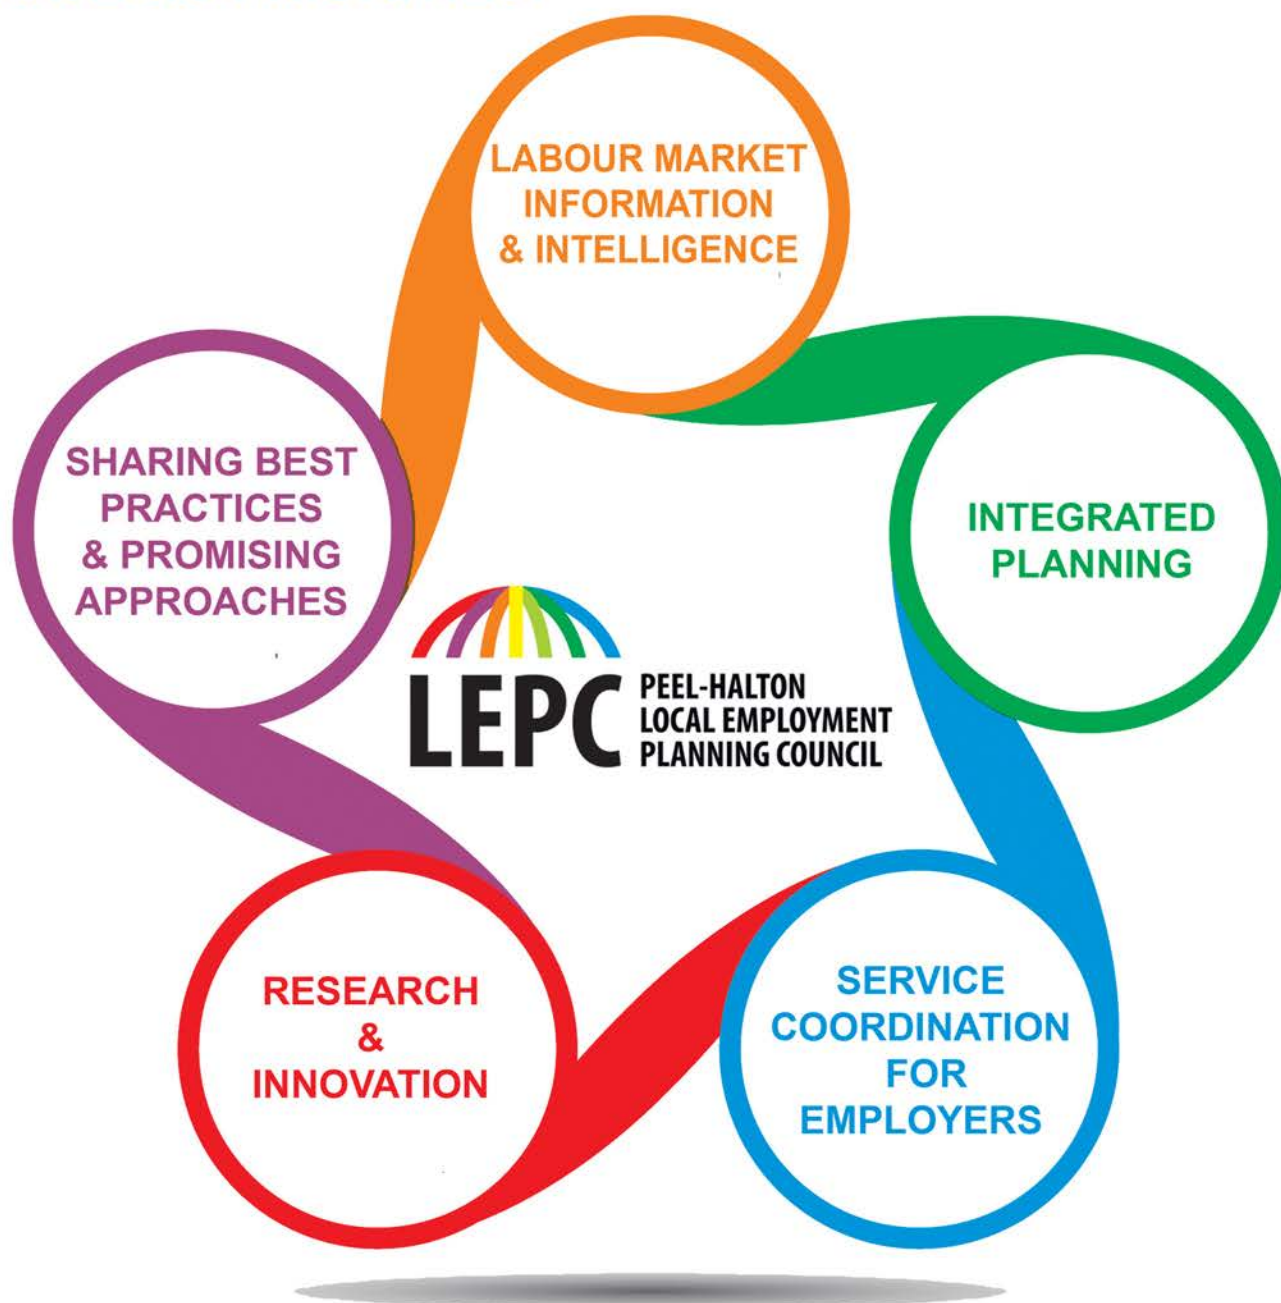 LABOUR MARKET
INFORMATION
& INTELLIGENCE
SHARING BEST
PRACTICES
& PROMISING
APPROACHES
INTEGRATED
PLANNING
LEPC
PEEL-HALTON
LOCAL EMPLOYMENT
PLANNING COUNCIL
RESEARCH
&
INNOVATION
SERVICE
COORDINATION
FOR
EMPLOYERS